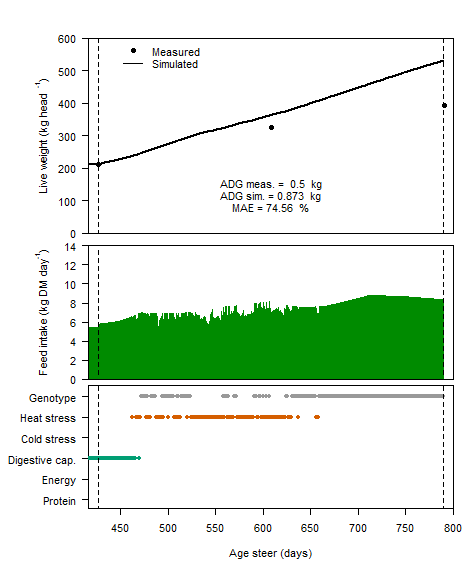 600
500
400
300
200
100
0
Live weight (kg head ⁻¹)
Measured
Simulated
ADG meas. = 0.5 kg
ADG sim. = 0.873 kg
MAE = 74.56 %
14
12
10
8
6
4
2
0
Feed intake (kg DM day⁻¹)
Genotype
Heat stress
Cold stress
Digestive cap.
Energy
Protein
450 500 550 600 650 700 750 800
Age steer (days)